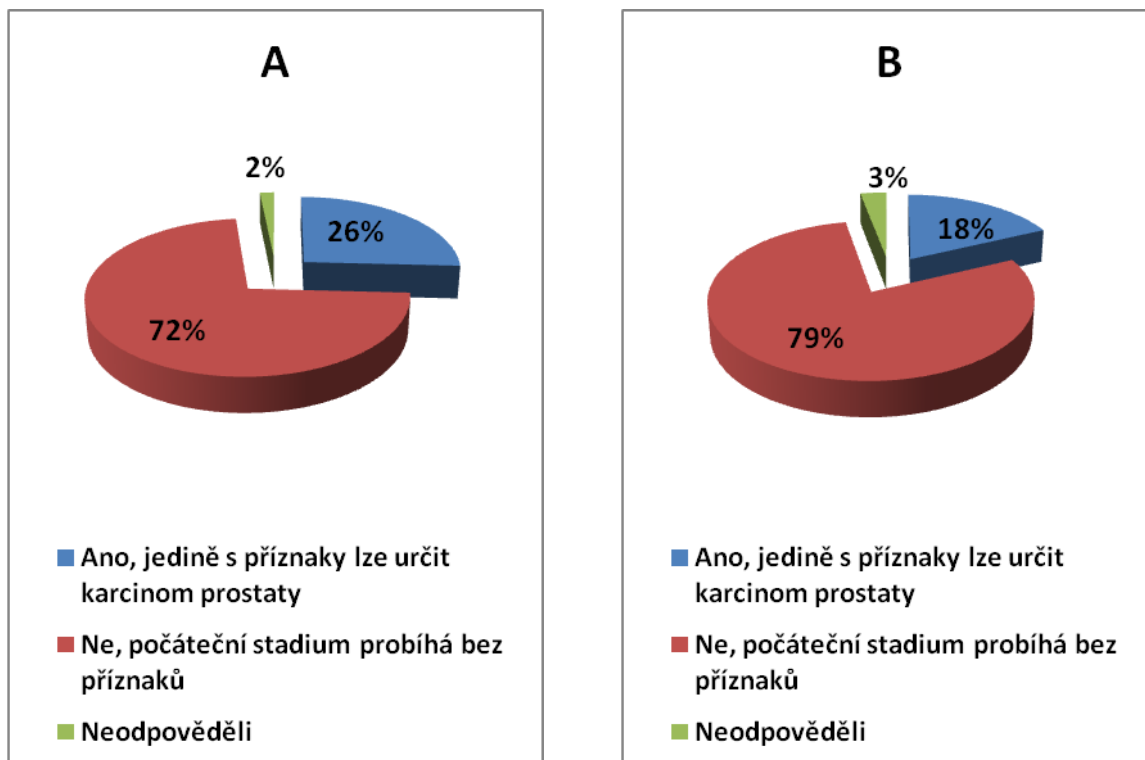 A
2%
26%
72%
Ano, jedině s příznaky lze určit
karcinom prostaty
Ne, počáteční stadium probíhá bez
příznaků
Neodpověděli
B
3%
18%
79%
Ano, jedině s příznaky lze určit
karcinom prostaty
Ne, počáteční stadium probíhá bez
příznaků
Neodpověděli